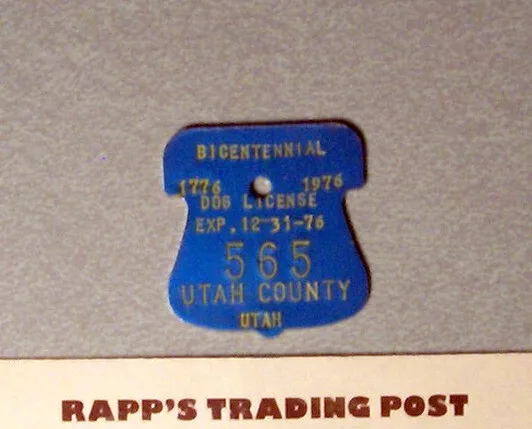 BICENTENNIAL
1776 1976
DOG LICENSE
EXP. 12-31-76
565
UTAH COUNTY
UTAH
RAPP'S TRADING POST